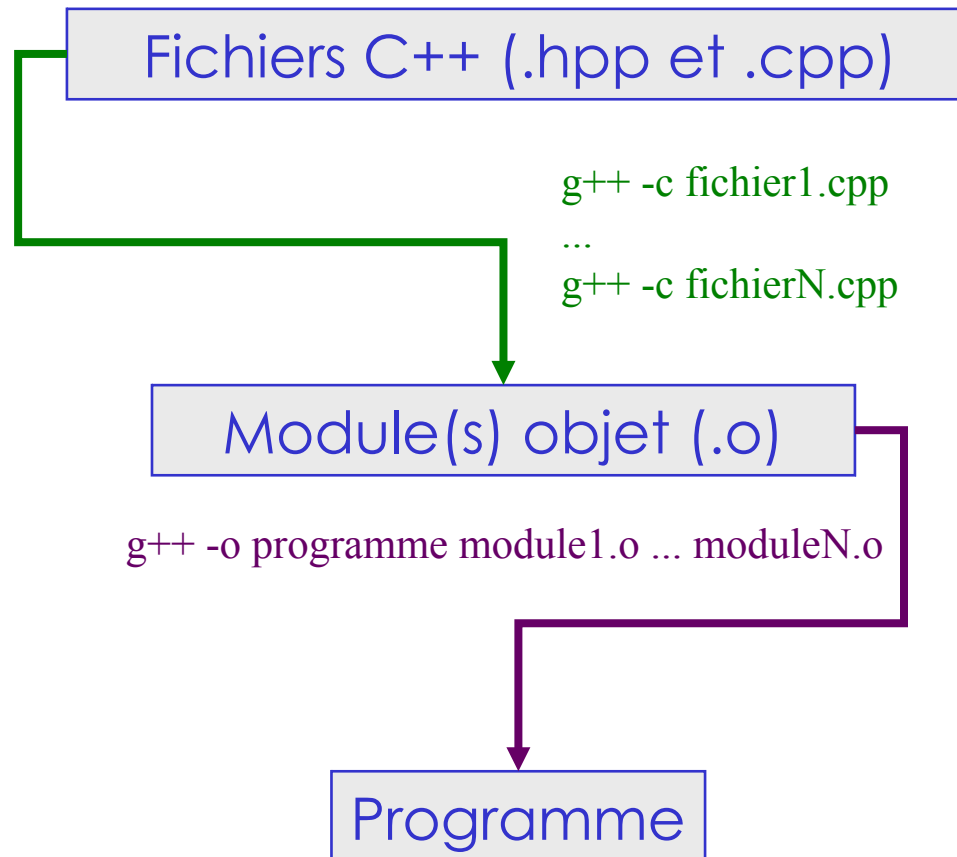 Fichiers C++ (.hpp et .cpp)
g++ -c fichier1.cpp
...
g++ -c fichierN.cpp
Module(s) objet (.o)
g++ -o programme module1.o ... moduleN.o
Programme